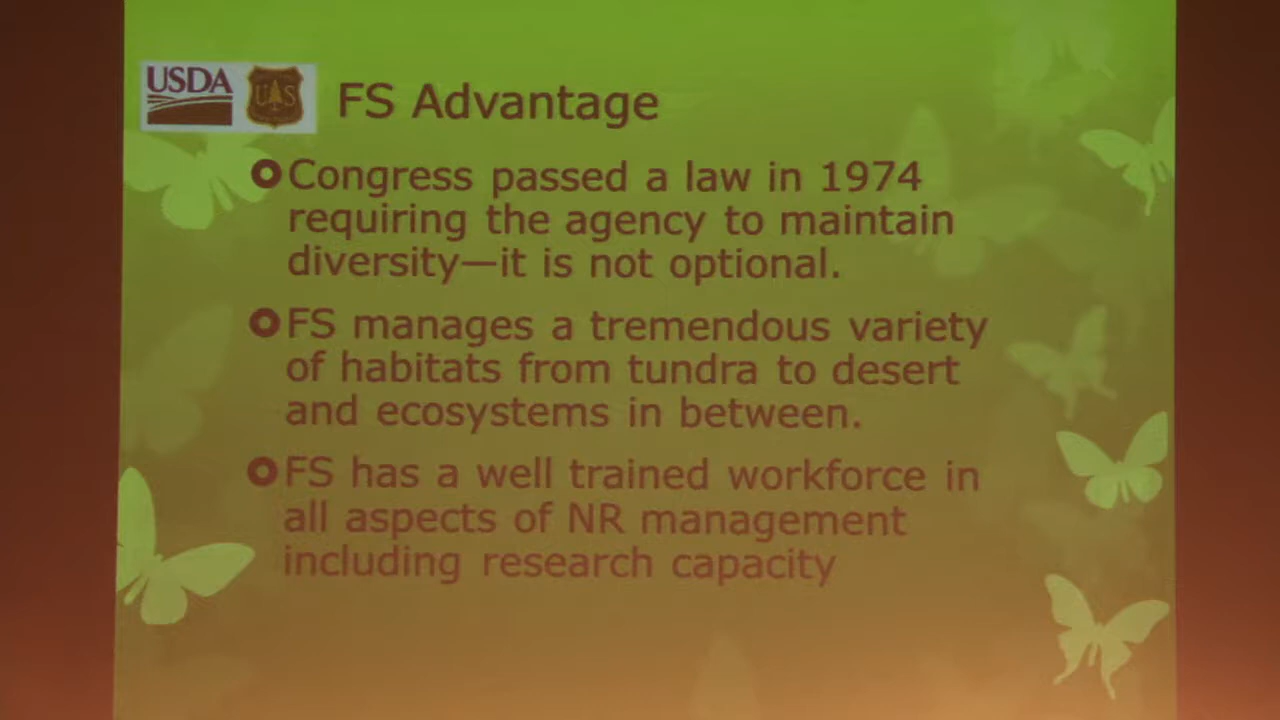 USDA
UAS
FS Advantage
Congress passed a law in 1974
requiring the agency to maintain
diversity—it is not optional.
FS manages a tremendous variety
of habitats from tundra to desert
and ecosystems in between.
FS has a well trained workforce in
all aspects of NR management
including research capacity